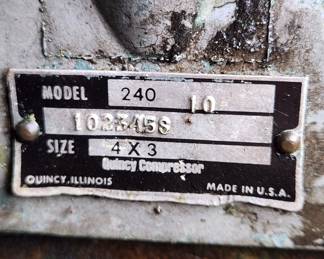 MODEL 240 10
1023458
SIZE 4 X 3
Quincy Compressor
QUINCY, ILLINOIS MADE IN U.S.A.